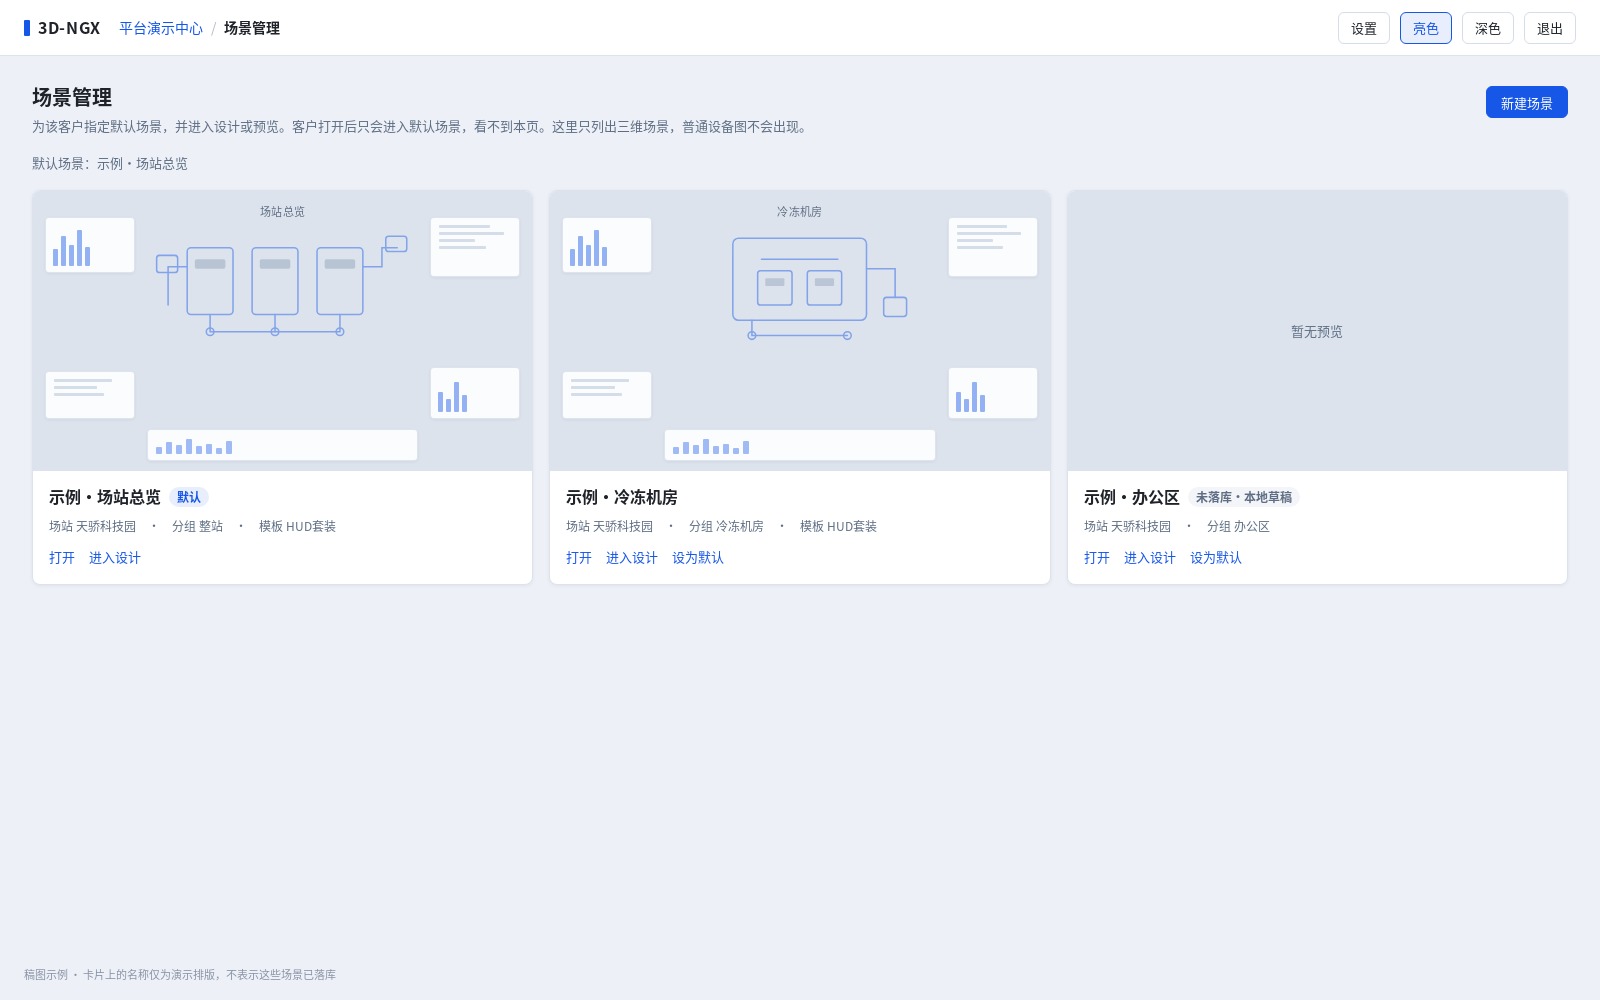 3D-NGX 平台演示中心 / 场景管理 设置 亮色 深色 退出
场景管理
新建场景
为该客户指定默认场景，并进入设计或预览。客户打开后只会进入默认场景，看不到本页。这里只列出三维场景，普通设备图不会出现。
默认场景：示例・场站总览
场站总览
示例・场站总览 默认
场站 天骄科技园 · 分组 整站 · 模板 HUD套装
打开 进入设计
冷冻机房
示例・冷冻机房
场站 天骄科技园 · 分组 冷冻机房 · 模板 HUD套装
打开 进入设计 设为默认
暂无预览
示例・办公区 未落库・本地草稿
场站 天骄科技园 · 分组 办公区
打开 进入设计 设为默认
稿图示例 · 卡片上的名称仅为演示排版，不表示这些场景已落库